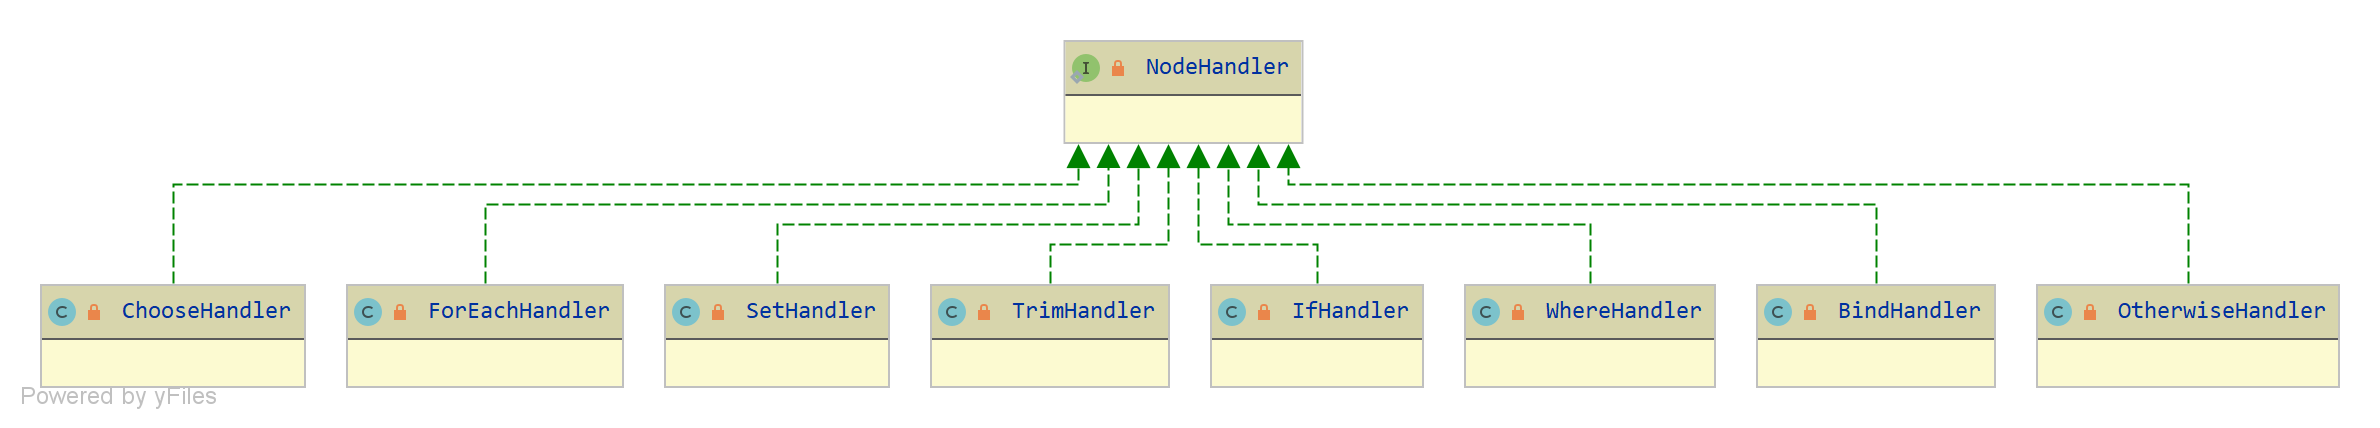 I NodeHandler
C ChooseHandler
C ForEachHandler
C SetHandler
C TrimHandler
C IfHandler
C WhereHandler
C BindHandler
C OtherwiseHandler
Powered by yFiles